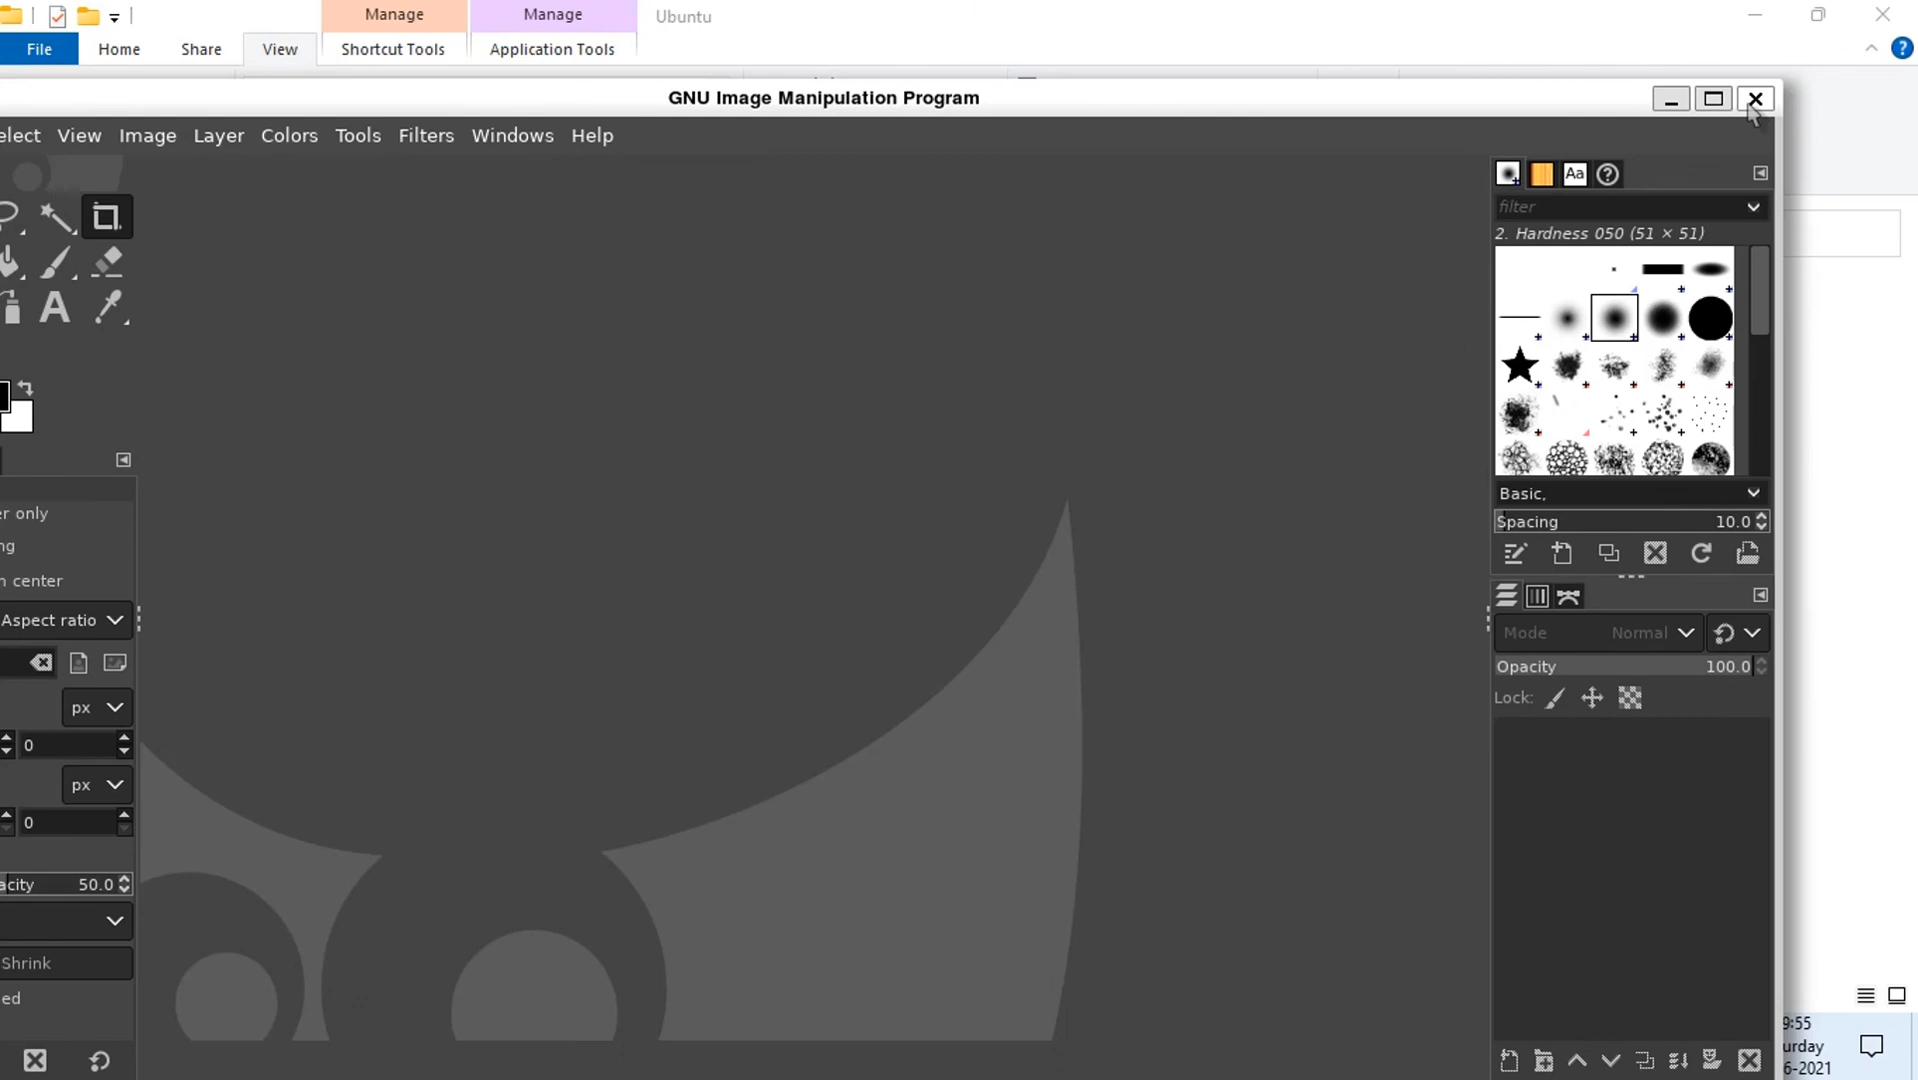 Manage Manage Ubuntu
File Home Share View Shortcut Tools Application Tools
GNU Image Manipulation Program
elect View Image Layer Colors Tools Filters Windows Help
Aa
filter
2. Hardness 050 (51 × 51)
A
Basic,
Spacing 10.0
er only
ng
n center
Aspect ratio
Mode Normal
Opacity 100.0
Lock:
px
0
px
0
acity 50.0
Shrink
ed
9:55
urday
6-2021